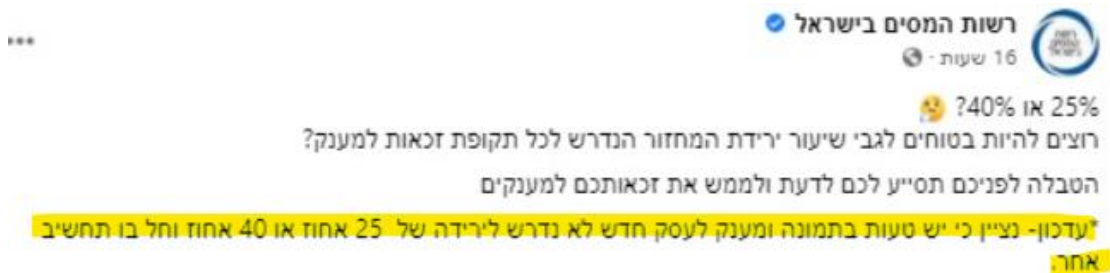 רשות המסים בישראל
16 שעות ·
25% או 40%? 🤔
רוצים להיות בטוחים לגבי שיעור ירידת המחזור הנדרש לכל תקופת זכאות למענק?
הטבלה לפניכם תסייע לכם לדעת ולממש את זכאותכם למענקים
*עדכון- נציין כי יש טעות בתמונה ומענק לעסק חדש לא נדרש לירידה של 25 אחוז או 40 אחוז וחל בו תחשיב
אחר.